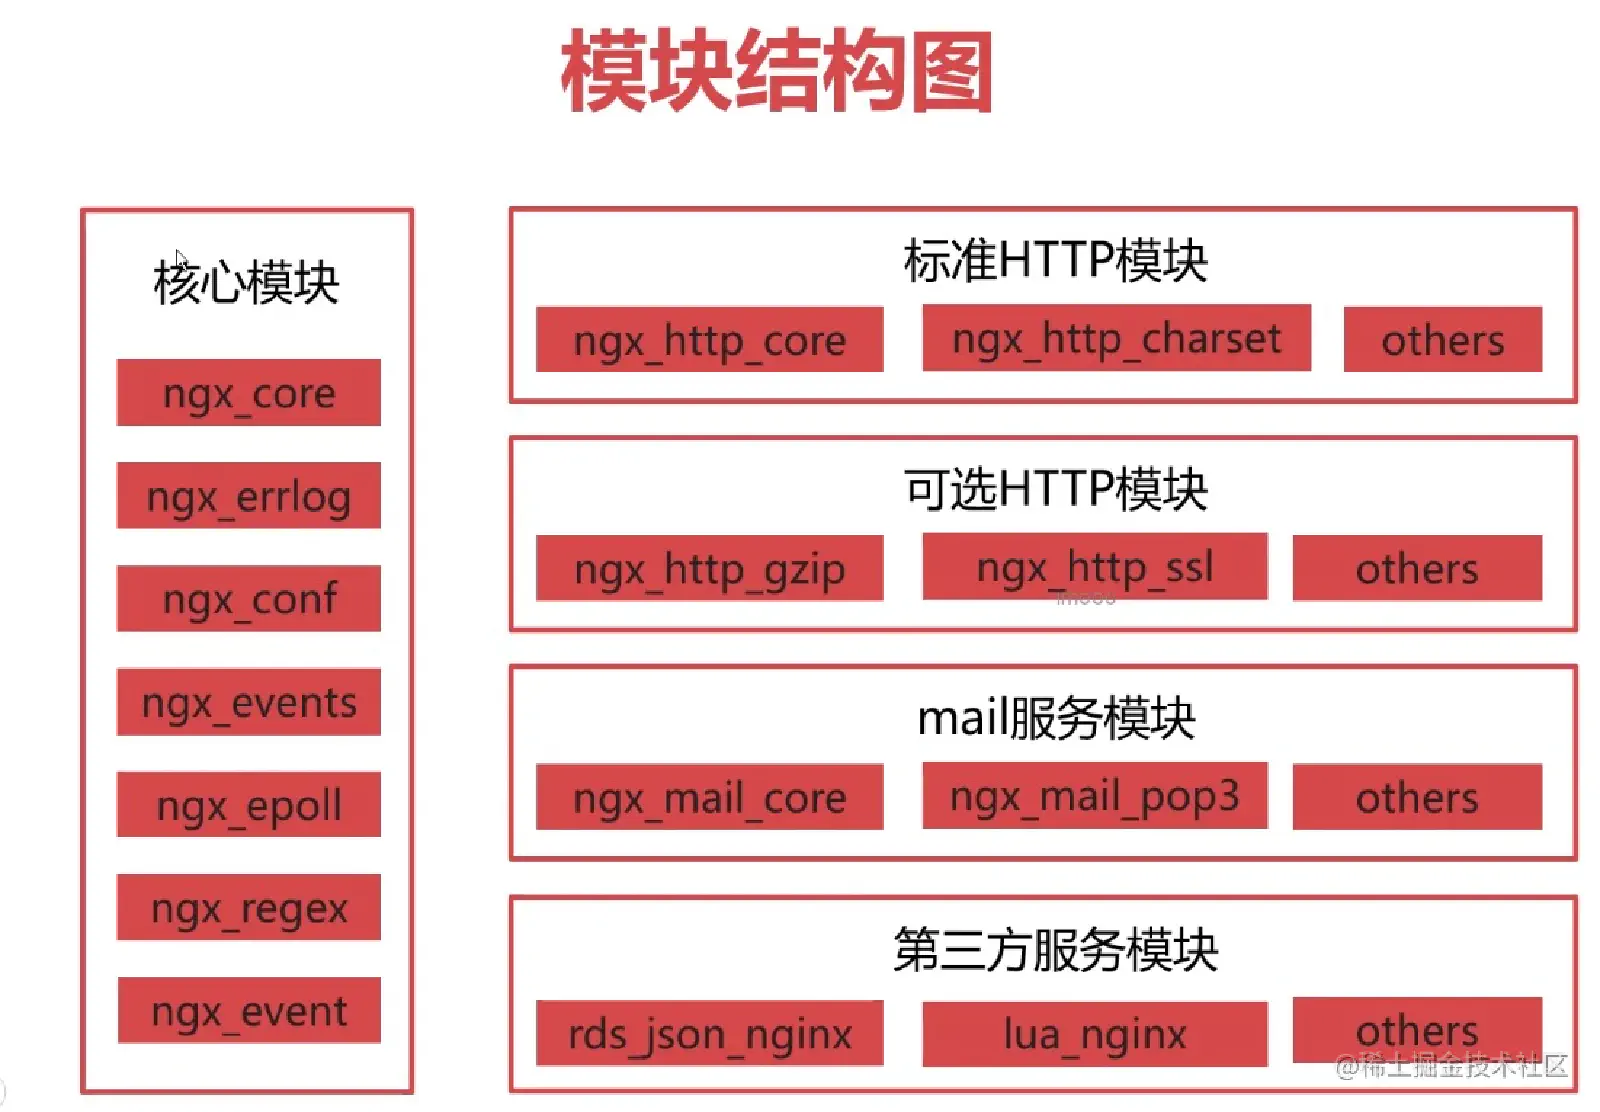 模块结构图
核心模块
ngx_core
ngx_errlog
ngx_conf
ngx_events
ngx_epoll
ngx_regex
ngx_event
标准HTTP模块
ngx_http_core ngx_http_charset others
可选HTTP模块
ngx_http_gzip ngx_http_ssl others
mail服务模块
ngx_mail_core ngx_mail_pop3 others
第三方服务模块
rds_json_nginx lua_nginx others
@稀土掘金技术社区